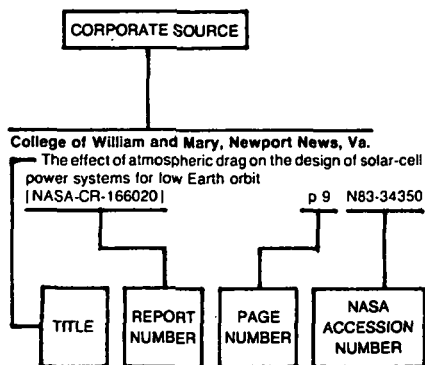 CORPORATE SOURCE
College of William and Mary, Newport News, Va.
The effect of atmospheric drag on the design of solar-cell
power systems for low Earth orbit
|NASA-CR-166020| p 9 N83-34350
TITLE
REPORT
NUMBER
PAGE
NUMBER
NASA
ACCESSION
NUMBER